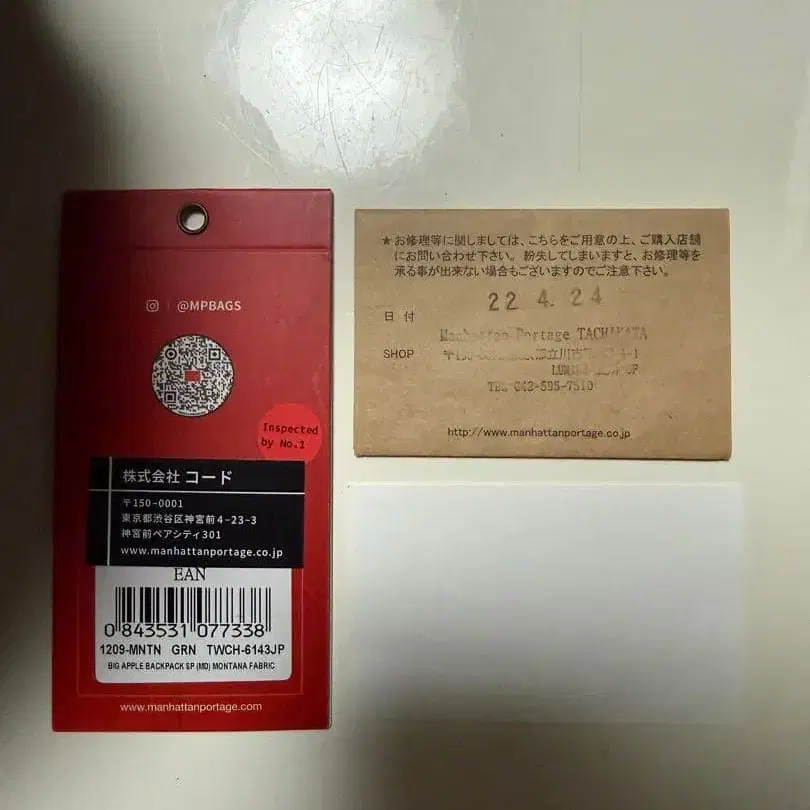 @MPBAGS
Inspected
by No.1
株式会社 コード
〒150-0001
東京都渋谷区神宮前4-23-3
神宮前ペアシティ301
www.manhattanportage.co.jp
EAN
0 843531 077338
1209-MNTN GRN TWCH-6143JP
BIG APPLE BACKPACK SP (MD) MONTANA FABRIC
www.manhattanportage.com
★お修理等に関しましては、こちらをご用意の上、ご購入店舗
にお問い合わせ下さい。紛失してしまいますと、お修理等を
承る事が出来ない場合もございますのでご注意下さい。
日付 22 4.24
Manhattan Portage TACHIKAWA
SHOP
TEL 042-595-7510
http://www.manhattanportage.co.jp